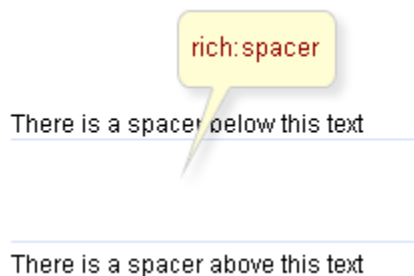 rich:spacer
There is a spacer below this text
There is a spacer above this text